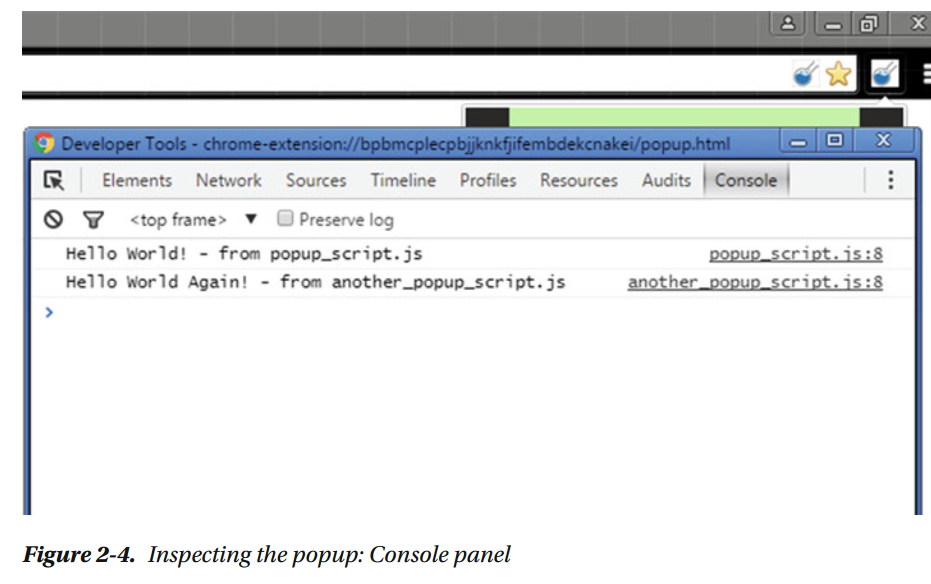 Developer Tools - chrome-extension://bpbmcplecpbjjknkfjifembdekcnakei/popup.html
Elements Network Sources Timeline Profiles Resources Audits Console
<top frame> ▼ Preserve log
Hello World! - from popup_script.js popup_script.js:8
Hello World Again! - from another_popup_script.js another_popup_script.js:8
>
Figure 2-4. Inspecting the popup: Console panel